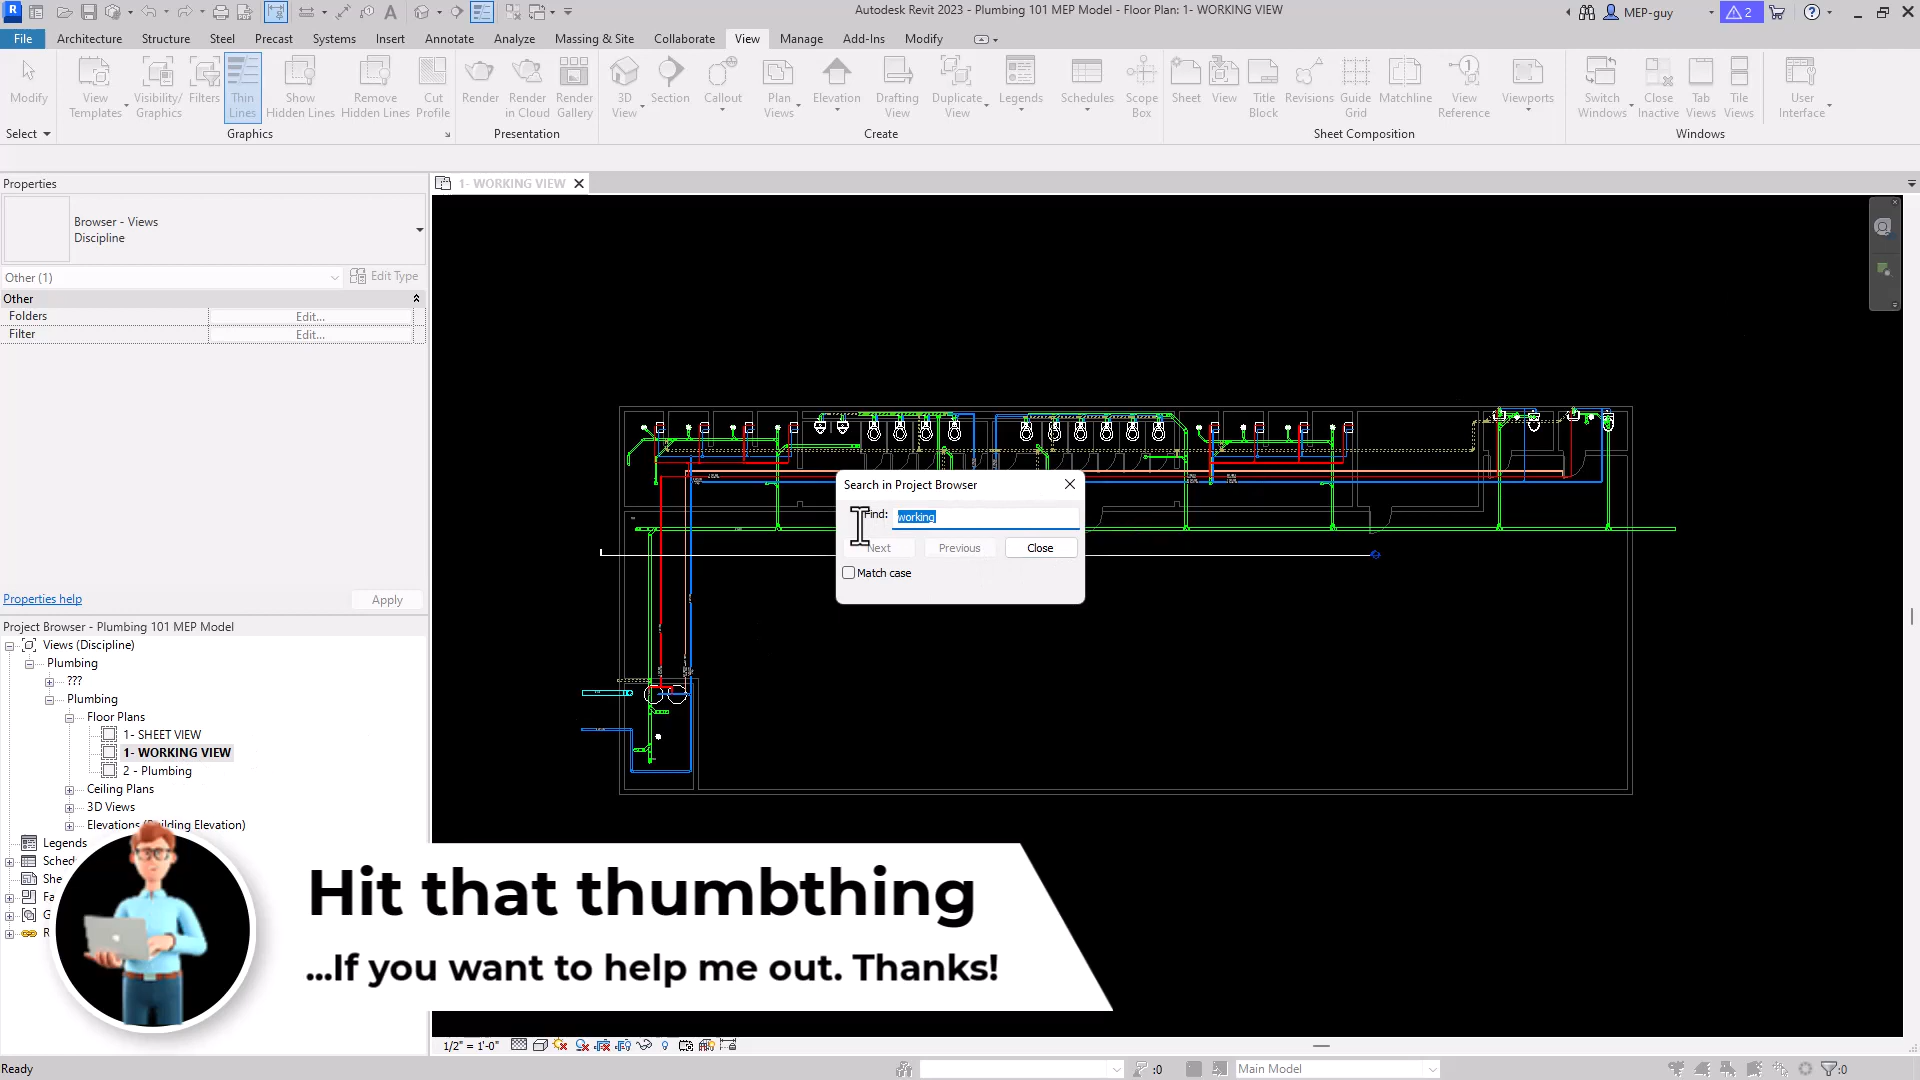 Autodesk Revit 2023 - Plumbing 101 MEP Model - Floor Plan: 1- WORKING VIEW
MEP-guy
2
File Architecture Structure Steel Precast Systems Insert Annotate Analyze Massing & Site Collaborate View Manage Add-Ins Modify
Modify
View Templates
Visibility/ Graphics
Filters
Thin Lines
Show Hidden Lines
Remove Hidden Lines
Cut Profile
Render
Render in Cloud
Render Gallery
3D View
Section
Callout
Plan Views
Elevation
Drafting View
Duplicate View
Legends
Schedules
Scope Box
Sheet
View
Title Block
Revisions
Guide Grid
Matchline
View Reference
Viewports
Switch Windows
Close Inactive
Tab Views
Tile Views
User Interface
Select Graphics Presentation Create Sheet Composition Windows
Properties
1- WORKING VIEW
Browser - Views
Discipline
Other (1) Edit Type
Other
Folders Edit...
Filter Edit...
Search in Project Browser
Find: working
Next Previous Close
Match case
Properties help Apply
Project Browser - Plumbing 101 MEP Model
Views (Discipline)
Plumbing
???
Plumbing
Floor Plans
1- SHEET VIEW
1- WORKING VIEW
2 - Plumbing
Ceiling Plans
3D Views
Elevations (Building Elevation)
Legends
Sched
She
Fa
G
R
Hit that thumbthing
...If you want to help me out. Thanks!
1/2" = 1'-0"
Ready
:0
Main Model
:0